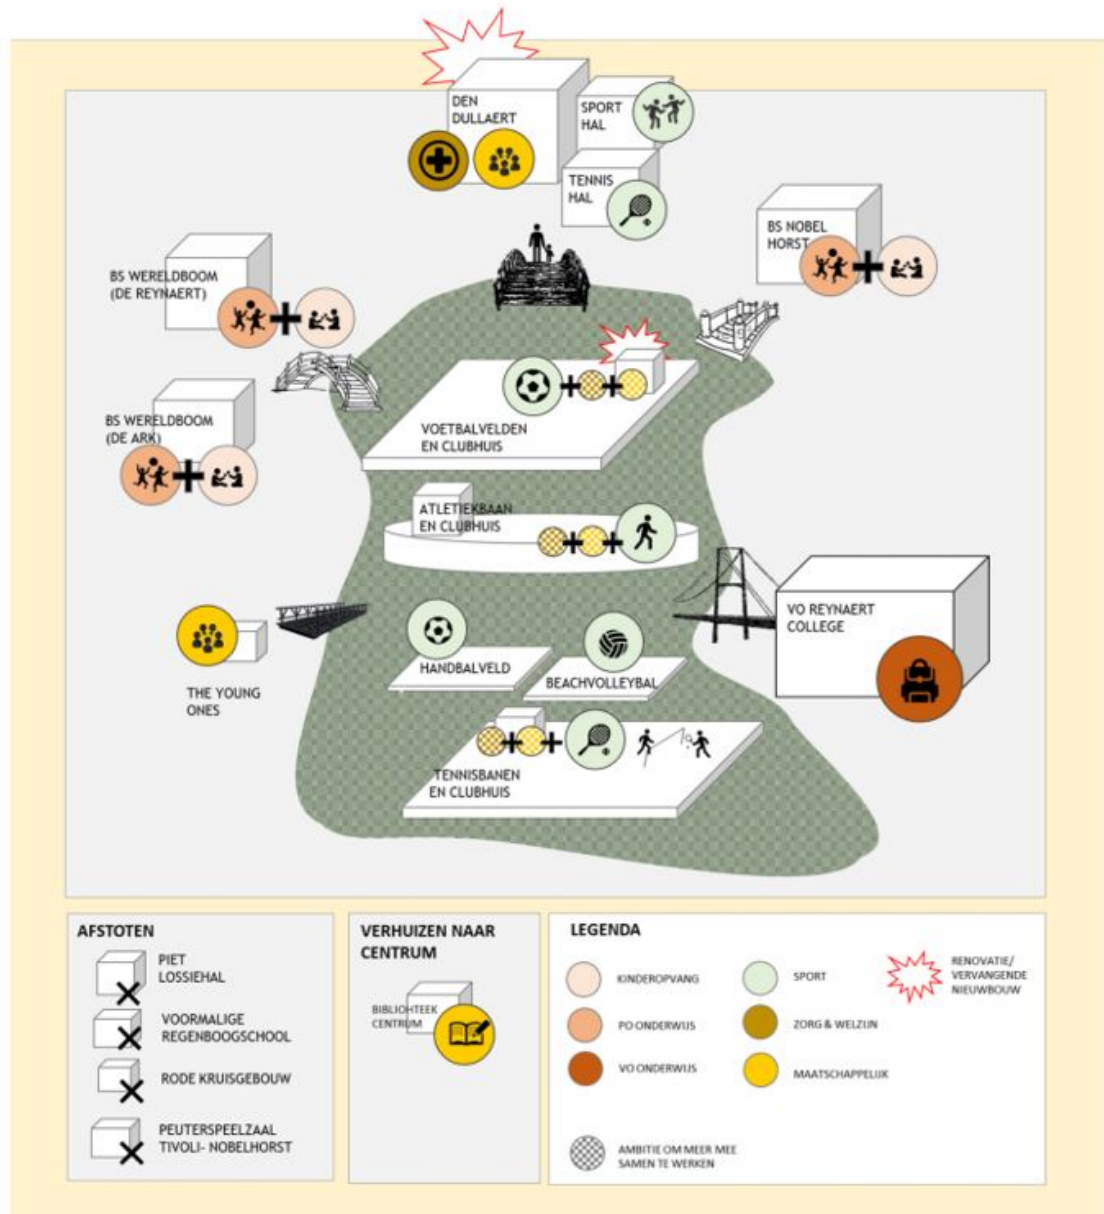 DEN
DULLAERT
SPORT
HAL
TENNIS
HAL
BS NOBEL
HORST
BS WERELDBOOM
(DE REYNAERT)
BS WERELDBOOM
(DE ARK)
VOETBALVELDEN
EN CLUBHUIS
ATLETIEKBAAN
EN CLUBHUIS
VO REYNAERT
COLLEGE
THE YOUNG
ONES
HANDBALVELD
BEACHVOLLEYBAL
TENNISBANEN
EN CLUBHUIS
AFSTOTEN
PIET
LOSSIEHAL
VOORMALIGE
REGENBOOGSCHOOL
RODE KRUISGEBOUW
PEUTERSPEELZAAL
TIVOLI- NOBELHORST
VERHUIZEN NAAR
CENTRUM
BIBLIOHTEEK
CENTRUM
LEGENDA
KINDEROPVANG
PO ONDERWIJS
VO ONDERWIJS
SPORT
ZORG & WELZIJN
MAATSCHAPPELIJK
RENOVATIE/
VERVANGENDE
NIEUWBOUW
AMBITIE OM MEER MEE
SAMEN TE WERKEN